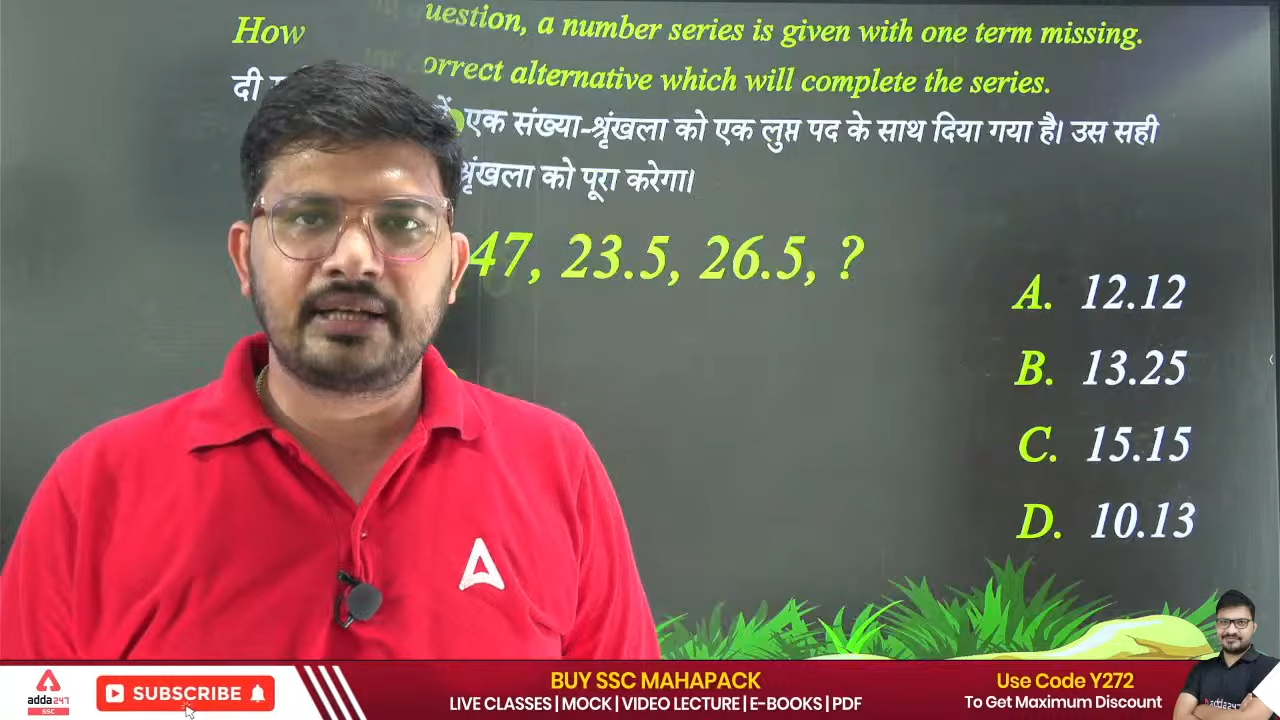 How question, a number series is given with one term missing.
correct alternative which will complete the series.
दी एक संख्या-श्रृंखला को एक लुप्त पद के साथ दिया गया है। उस सही
श्रृंखला को पूरा करेगा।
47, 23.5, 26.5, ?
A. 12.12
B. 13.25
C. 15.15
D. 10.13
adda247
SSC
SUBSCRIBE
BUY SSC MAHAPACK
LIVE CLASSES | MOCK | VIDEO LECTURE | E-BOOKS | PDF
Use Code Y272
To Get Maximum Discount
adda247